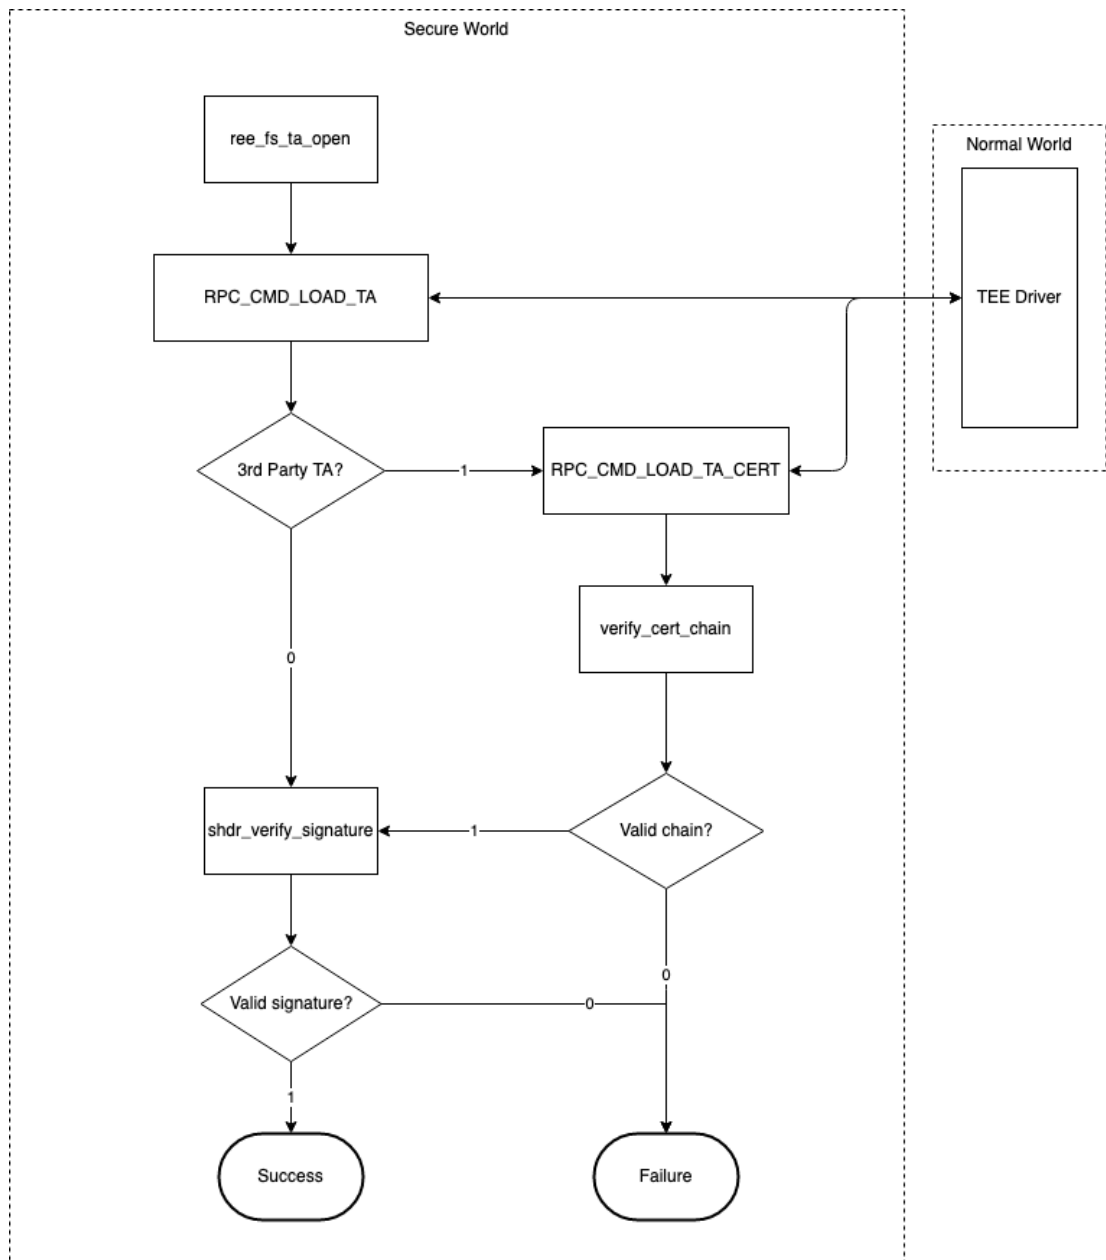 Secure World
ree_fs_ta_open
Normal World
RPC_CMD_LOAD_TA
TEE Driver
3rd Party TA?
1
RPC_CMD_LOAD_TA_CERT
verify_cert_chain
0
shdr_verify_signature
1
Valid chain?
0
Valid signature?
0
1
Success
Failure